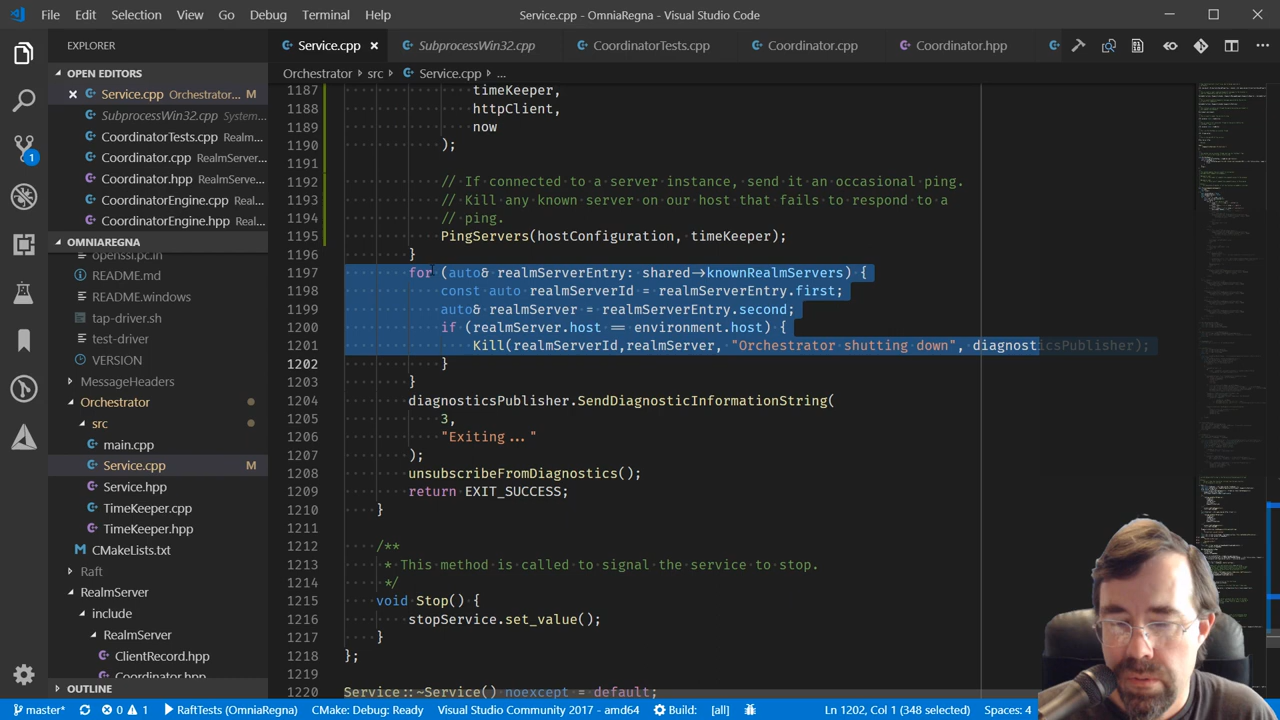 File Edit Selection View Go Debug Terminal Help Service.cpp - OmniaRegna - Visual Studio Code
EXPLORER
Service.cpp SubprocessWin32.cpp CoordinatorTests.cpp Coordinator.cpp Coordinator.hpp
OPEN EDITORS
Service.cpp Orchestrator... M
SubprocessWin32.cpp System...
CoordinatorTests.cpp Realm...
Coordinator.cpp RealmServer...
Coordinator.hpp RealmServe...
CoordinatorEngine.cpp Real...
CoordinatorEngine.hpp Real...
OMNIAREGNA
openssl.pc.in
README.md
README.windows
tap-driver.sh
test-driver
VERSION
MessageHeaders
Orchestrator
src
main.cpp
Service.cpp M
Service.hpp
TimeKeeper.cpp
TimeKeeper.hpp
CMakeLists.txt
Raft
RealmServer
include
RealmServer
ClientRecord.hpp
Coordinator.hpp
OUTLINE
Orchestrator > src > Service.cpp > ...
1187 timeKeeper,
1188 httpClient,
1189 now
1190 );
1191
1192 // If connected to a server instance, send it an occasional ping.
1193 // Kill any known server on our host that fails to respond to a
1194 // ping.
1195 PingServers(hostConfiguration, timeKeeper);
1196 }
1197 for (auto& realmServerEntry: shared->knownRealmServers) {
1198 const auto realmServerId = realmServerEntry.first;
1199 auto& realmServer = realmServerEntry.second;
1200 if (realmServer.host == environment.host) {
1201 Kill(realmServerId,realmServer, "Orchestrator shutting down", diagnosticsPublisher);
1202 }
1203 }
1204 diagnosticsPublisher.SendDiagnosticInformationString(
1205 3,
1206 "Exiting..."
1207 );
1208 unsubscribeFromDiagnostics();
1209 return EXIT_SUCCESS;
1210 }
1211
1212 /**
1213 * This method is called to signal the service to stop.
1214 */
1215 void Stop() {
1216 stopService.set_value();
1217 }
1218 };
1219
1220 Service::~Service() noexcept = default;
1
master* 0 1 RaftTests (OmniaRegna) CMake: Debug: Ready Visual Studio Community 2017 - amd64 Build: [all] Ln 1202, Col 1 (348 selected) Spaces: 4